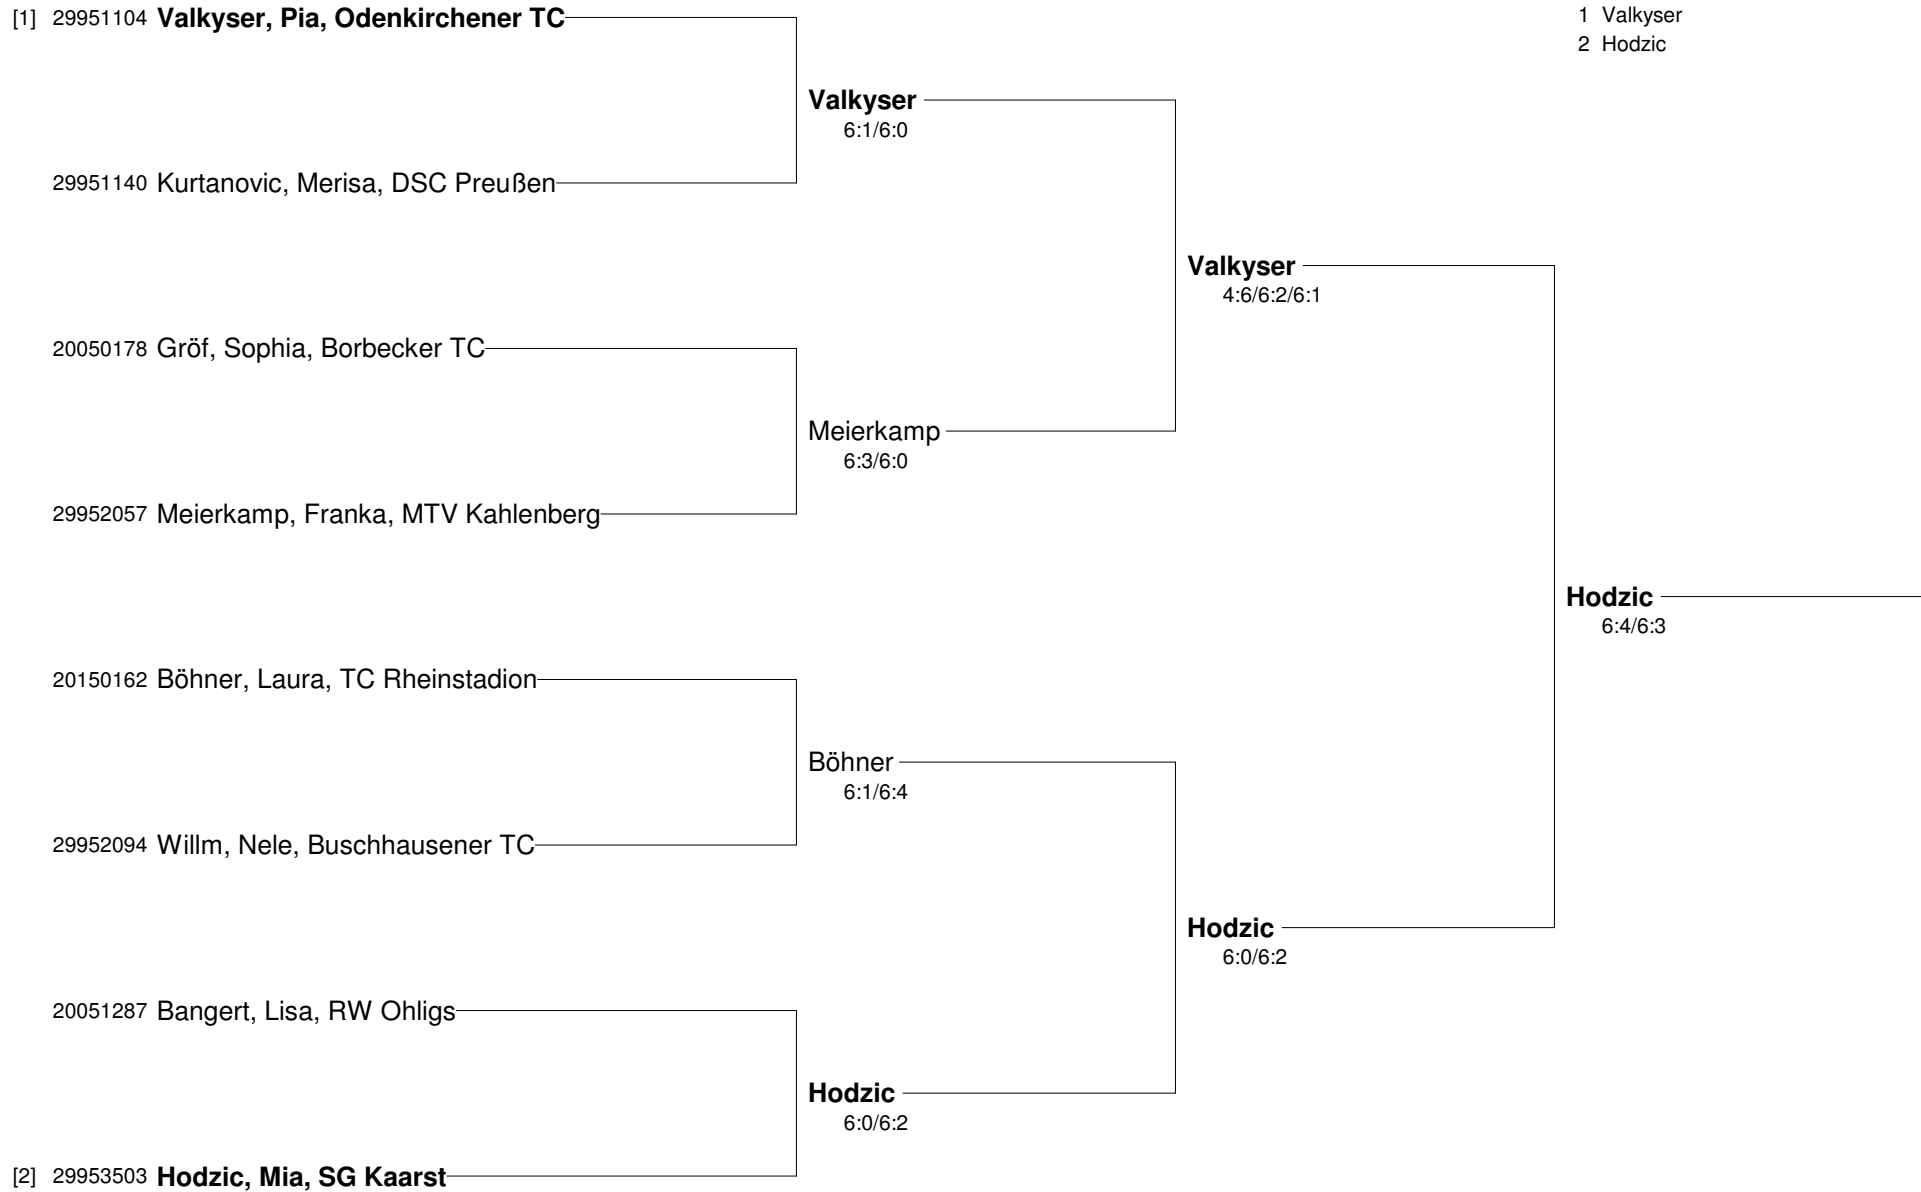 [1] 29951104 Valkyser, Pia, Odenkirchener TC
1 Valkyser
2 Hodzic
Valkyser
6:1/6:0
29951140 Kurtanovic, Merisa, DSC Preußen
Valkyser
4:6/6:2/6:1
20050178 Gröf, Sophia, Borbecker TC
Meierkamp
6:3/6:0
29952057 Meierkamp, Franka, MTV Kahlenberg
Hodzic
6:4/6:3
20150162 Böhner, Laura, TC Rheinstadion
Böhner
6:1/6:4
29952094 Willm, Nele, Buschhausener TC
Hodzic
6:0/6:2
20051287 Bangert, Lisa, RW Ohligs
Hodzic
6:0/6:2
[2] 29953503 Hodzic, Mia, SG Kaarst